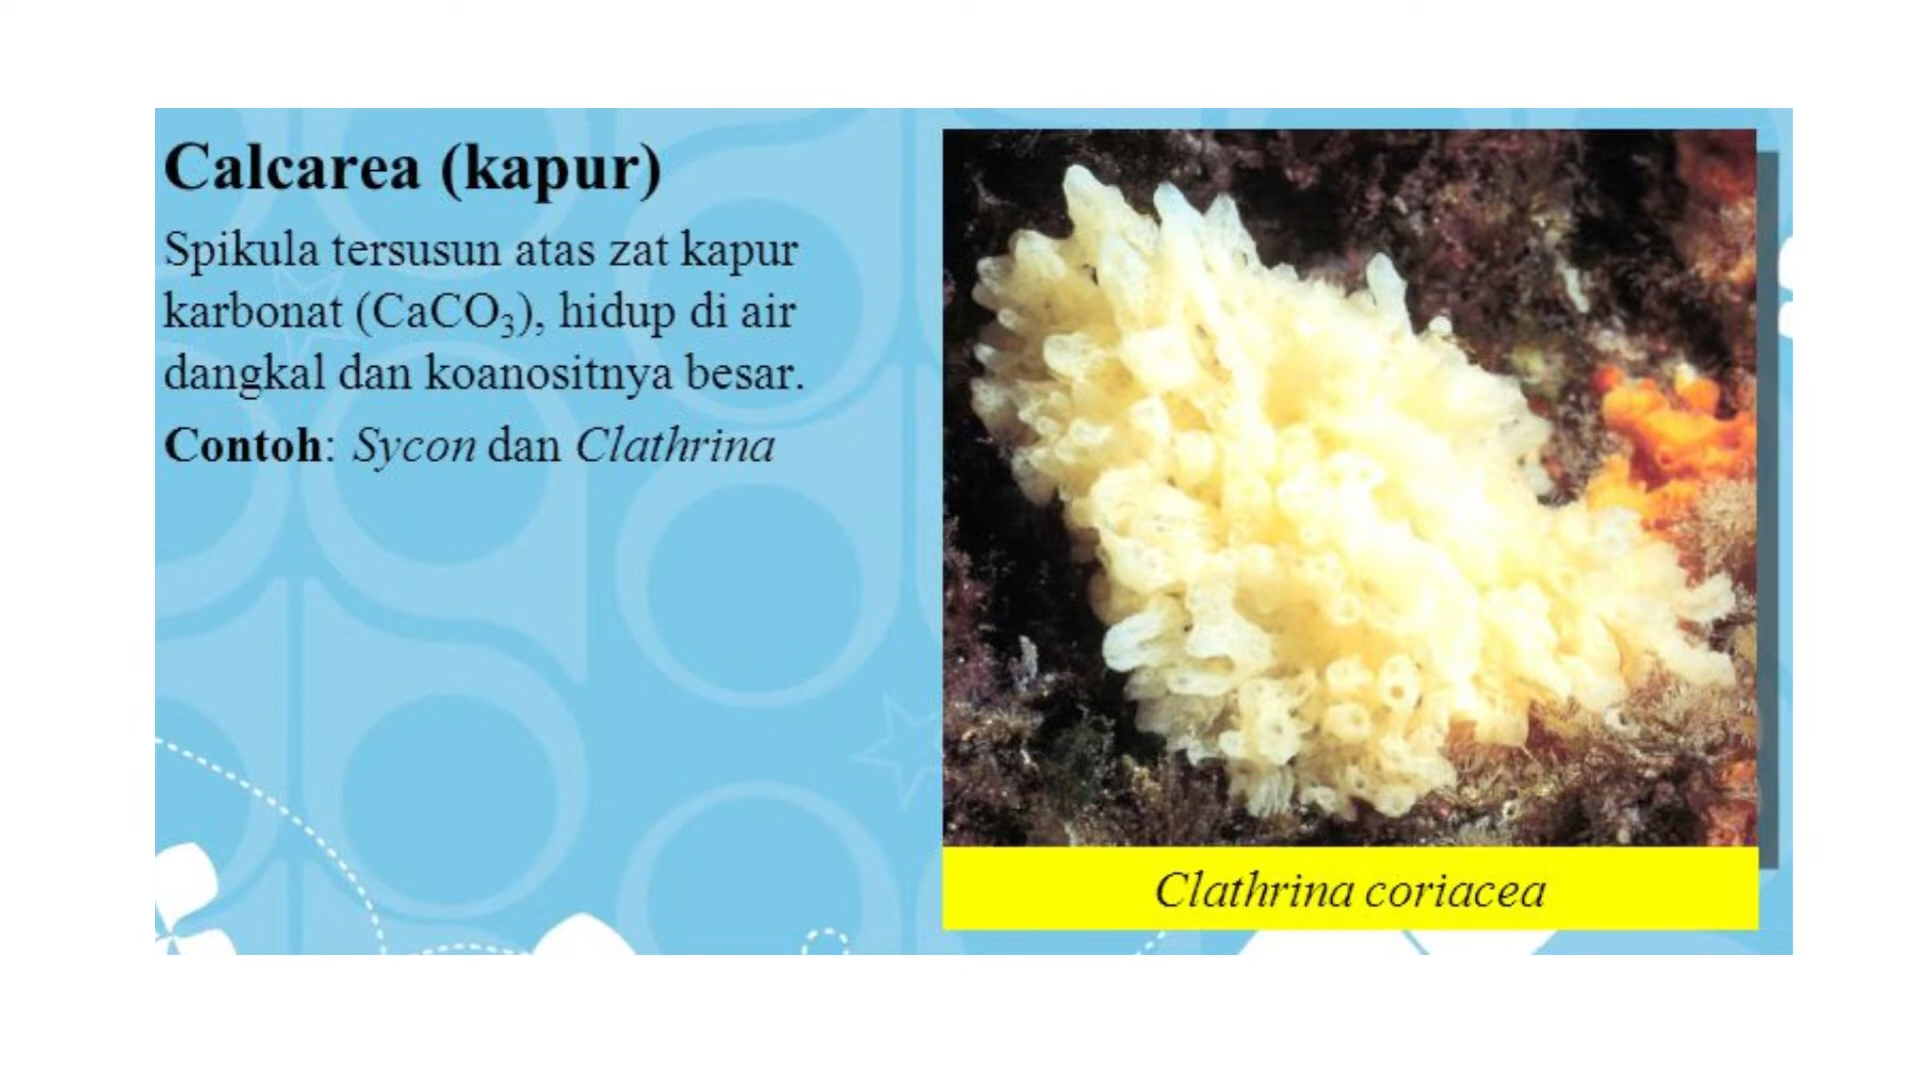 Calcarea (kapur)
Spikula tersusun atas zat kapur
karbonat (CaCO₃), hidup di air
dangkal dan koanositnya besar.
Contoh: Sycon dan Clathrina
Clathrina coriacea